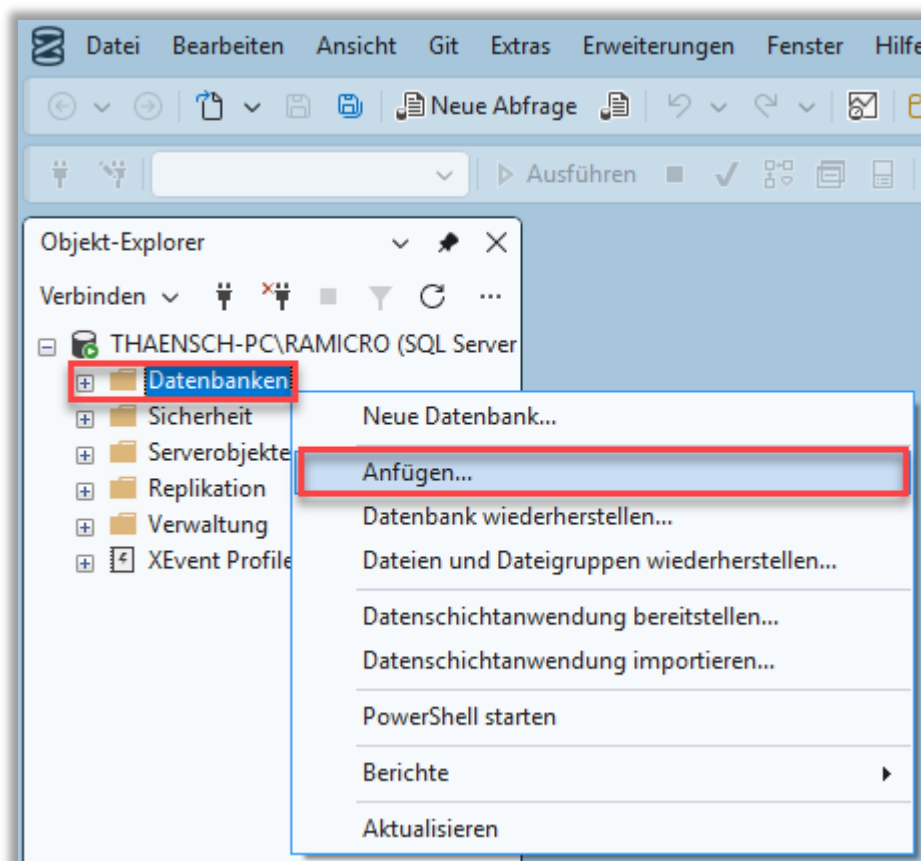 Datei Bearbeiten Ansicht Git Extras Erweiterungen Fenster Hilfe
Neue Abfrage
Ausführen
Objekt-Explorer
Verbinden
THAENSCH-PC\RAMICRO (SQL Server
Datenbanken
Sicherheit
Serverobjekte
Replikation
Verwaltung
XEvent Profile
Neue Datenbank...
Anfügen...
Datenbank wiederherstellen...
Dateien und Dateigruppen wiederherstellen...
Datenschichtanwendung bereitstellen...
Datenschichtanwendung importieren...
PowerShell starten
Berichte
Aktualisieren